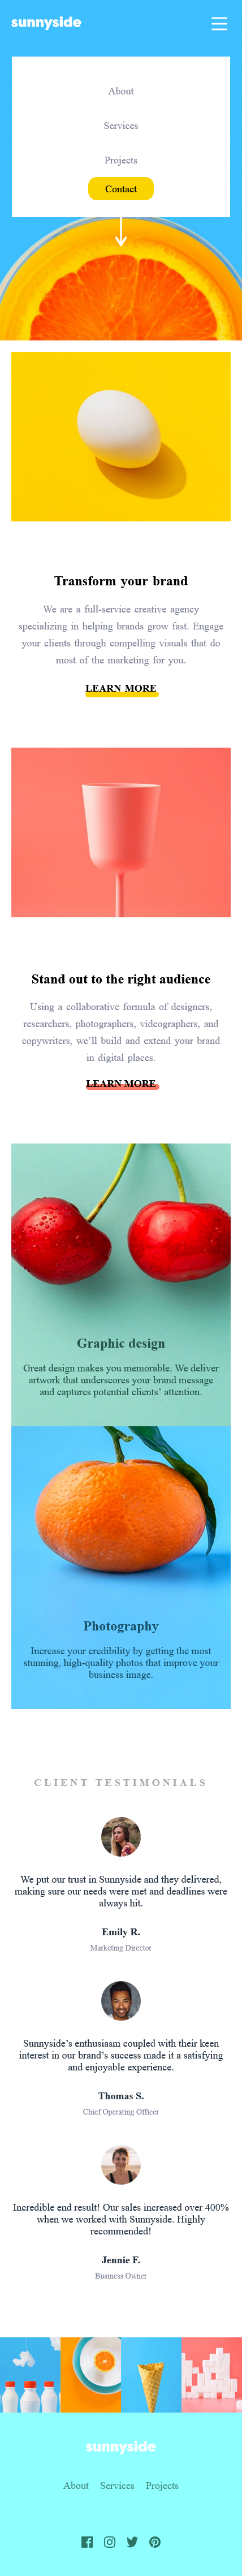 sunnyside
About
Services
Projects
Contact
Transform your brand
We are a full-service creative agency
specializing in helping brands grow fast. Engage
your clients through compelling visuals that do
most of the marketing for you.
LEARN MORE
Stand out to the right audience
Using a collaborative formula of designers,
researchers, photographers, videographers, and
copywriters, we'll build and extend your brand
in digital places.
LEARN MORE
Graphic design
Great design makes you memorable. We deliver
artwork that underscores your brand message
and captures potential clients' attention.
Photography
Increase your credibility by getting the most
stunning, high-quality photos that improve your
business image.
CLIENT TESTIMONIALS
We put our trust in Sunnyside and they delivered,
making sure our needs were met and deadlines were
always hit.
Emily R.
Marketing Director
Sunnyside's enthusiasm coupled with their keen
interest in our brand's success made it a satisfying
and enjoyable experience.
Thomas S.
Chief Operating Officer
Incredible end result! Our sales increased over 400%
when we worked with Sunnyside. Highly
recommended!
Jennie F.
Business Owner
sunnyside
About Services Projects